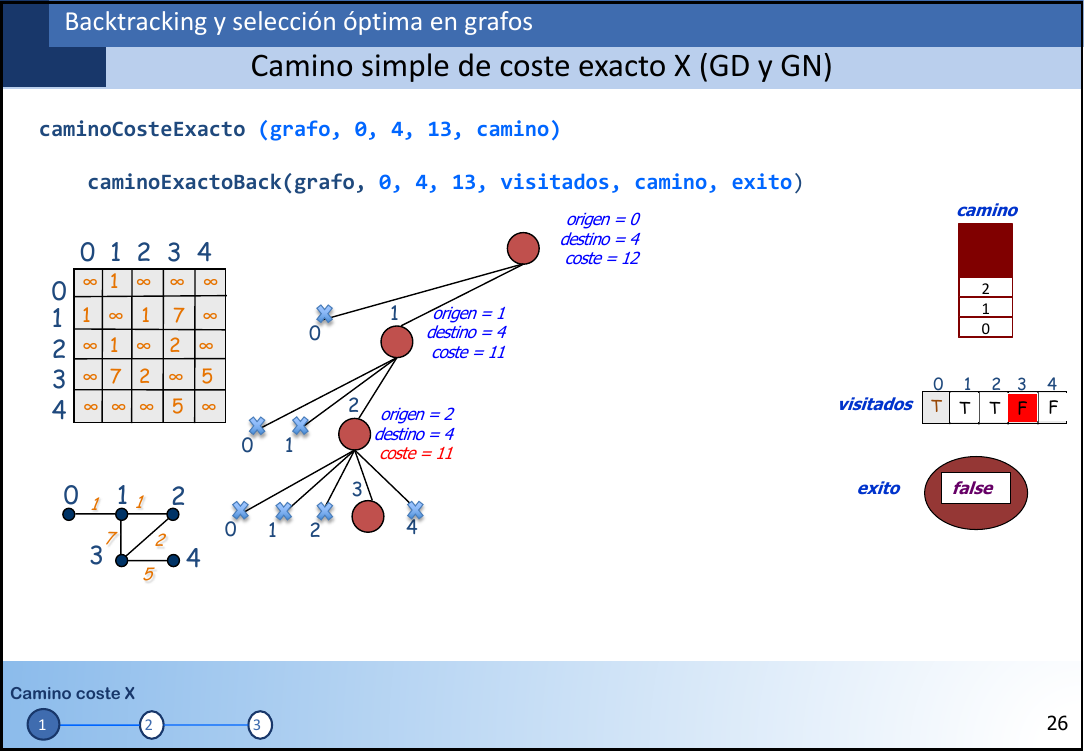 Backtracking y selección óptima en grafos
Camino simple de coste exacto X (GD y GN)
caminoCosteExacto (grafo, 0, 4, 13, camino)
caminoExactoBack(grafo, 0, 4, 13, visitados, camino, exito)
0 1 2 3 4
0 ∞ 1 ∞ ∞ ∞
1 1 ∞ 1 7 ∞
2 ∞ 1 ∞ 2 ∞
3 ∞ 7 2 ∞ 5
4 ∞ ∞ ∞ 5 ∞
origen = 0
destino = 4
coste = 12
0
1
origen = 1
destino = 4
coste = 11
0
1
2
origen = 2
destino = 4
coste = 11
0
1
2
3
4
camino
2
1
0
0 1 2 3 4
visitados T T T F F
exito false
0 1 1 1 2
7 2
3 4
5
Camino coste X
1 2 3
26